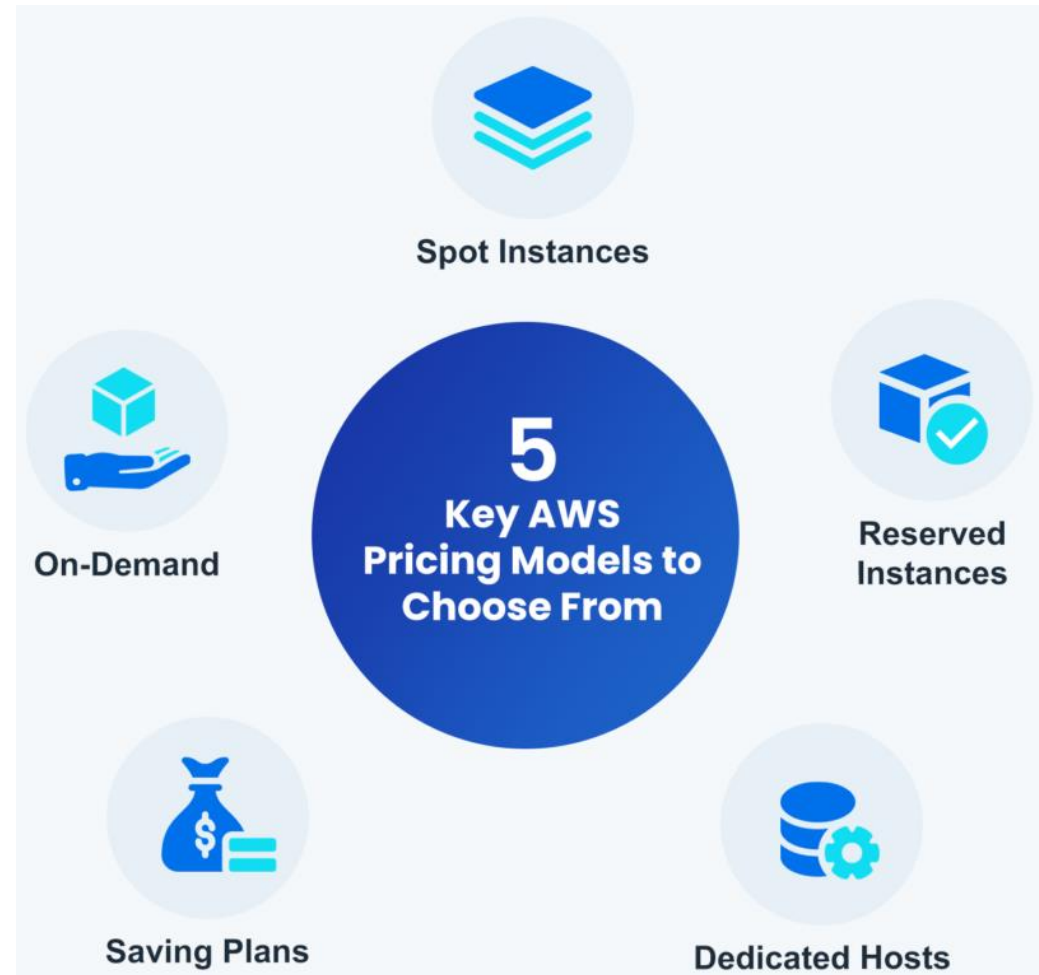 Spot Instances
On-Demand
5
Key AWS
Pricing Models to
Choose From
Reserved
Instances
$
Saving Plans
Dedicated Hosts